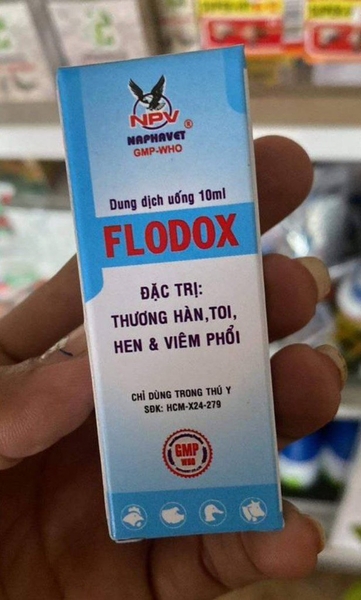 NPV ®
NAPHAVET
GMP-WHO
Dung dịch uống 10ml
FLODOX
ĐẶC TRỊ:
THƯƠNG HÀN,TOI,
HEN & VIÊM PHỔI
CHỈ DÙNG TRONG THÚ Y
SĐK: HCM-X24-279
GMP
WHO